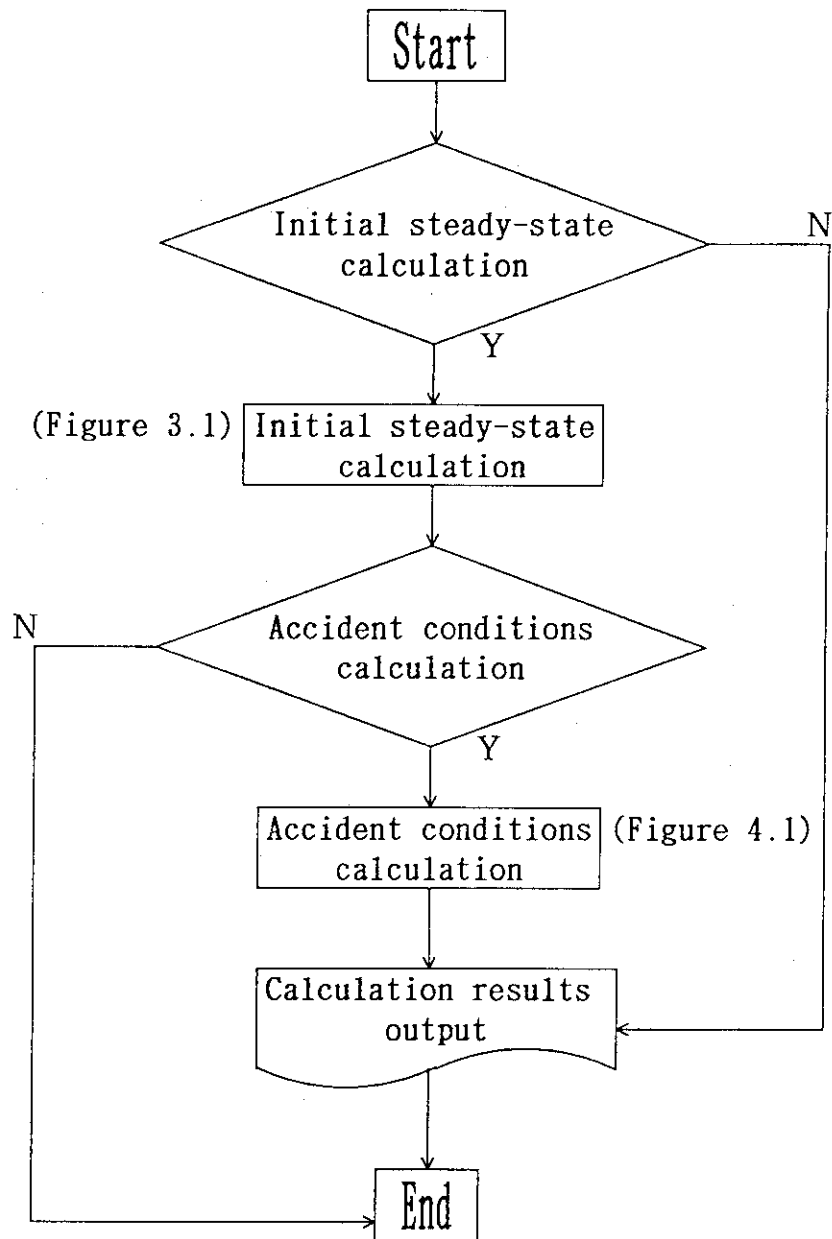 Start
Initial steady-state
calculation
N
Y
(Figure 3.1)
Initial steady-state
calculation
N
Accident conditions
calculation
Y
Accident conditions
calculation
(Figure 4.1)
Calculation results
output
End